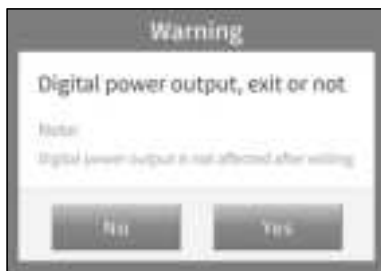 Warning
Digital power output, exit or not
Note:
Digital power output is not affected after exiting
No
Yes